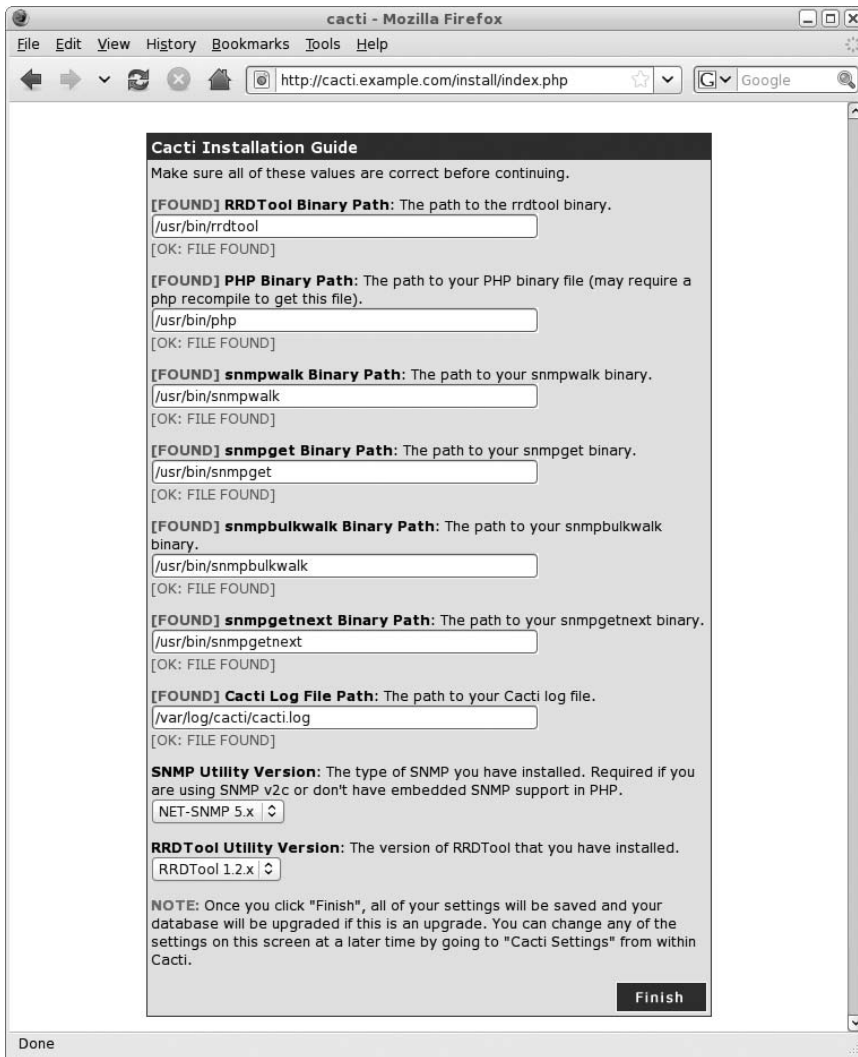 cacti - Mozilla Firefox
File Edit View History Bookmarks Tools Help
http://cacti.example.com/install/index.php
G
Google
Cacti Installation Guide
Make sure all of these values are correct before continuing.
[FOUND] RRDTool Binary Path: The path to the rrdtool binary.
/usr/bin/rrdtool
[OK: FILE FOUND]
[FOUND] PHP Binary Path: The path to your PHP binary file (may require a
php recompile to get this file).
/usr/bin/php
[OK: FILE FOUND]
[FOUND] snmpwalk Binary Path: The path to your snmpwalk binary.
/usr/bin/snmpwalk
[OK: FILE FOUND]
[FOUND] snmpget Binary Path: The path to your snmpget binary.
/usr/bin/snmpget
[OK: FILE FOUND]
[FOUND] snmpbulkwalk Binary Path: The path to your snmpbulkwalk
binary.
/usr/bin/snmpbulkwalk
[OK: FILE FOUND]
[FOUND] snmpgetnext Binary Path: The path to your snmpgetnext binary.
/usr/bin/snmpgetnext
[OK: FILE FOUND]
[FOUND] Cacti Log File Path: The path to your Cacti log file.
/var/log/cacti/cacti.log
[OK: FILE FOUND]
SNMP Utility Version: The type of SNMP you have installed. Required if you
are using SNMP v2c or don't have embedded SNMP support in PHP.
NET-SNMP 5.x
RRDTool Utility Version: The version of RRDTool that you have installed.
RRDTool 1.2.x
NOTE: Once you click "Finish", all of your settings will be saved and your
database will be upgraded if this is an upgrade. You can change any of the
settings on this screen at a later time by going to "Cacti Settings" from within
Cacti.
Finish
Done